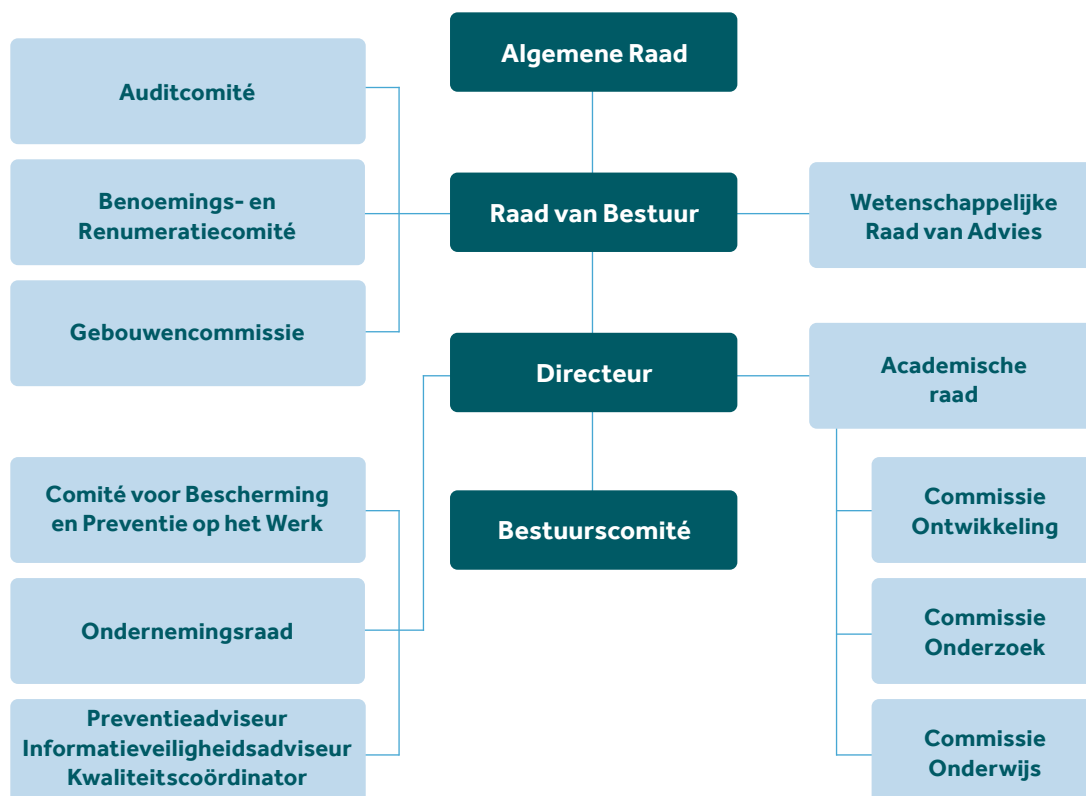 Algemene Raad
Auditcomité
Benoemings- en
Renumeratiecomité
Raad van Bestuur
Wetenschappelijke
Raad van Advies
Gebouwencommissie
Directeur
Academische
raad
Comité voor Bescherming
en Preventie op het Werk
Bestuurscomité
Commissie
Ontwikkeling
Ondernemingsraad
Commissie
Onderzoek
Preventieadviseur
Informatieveiligheidsadviseur
Kwaliteitscoördinator
Commissie
Onderwijs